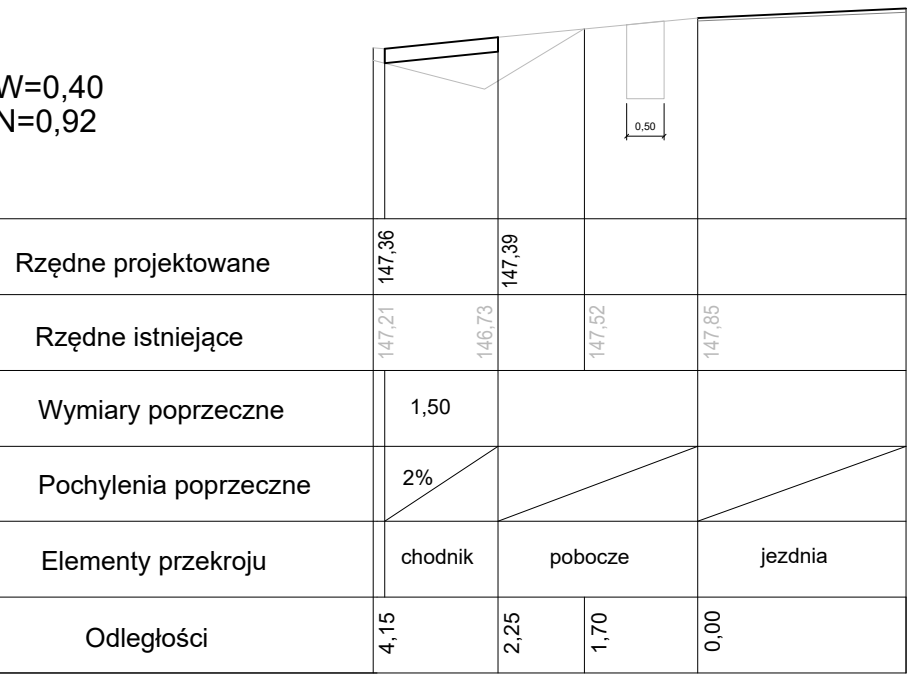 W=0,40
N=0,92
0,50
Rzędne projektowane 147,36 147,39
Rzędne istniejące 147,21 146,73 147,52 147,85
Wymiary poprzeczne 1,50
Pochylenia poprzeczne 2%
Elementy przekroju chodnik pobocze jezdnia
Odległości 4,15 2,25 1,70 0,00